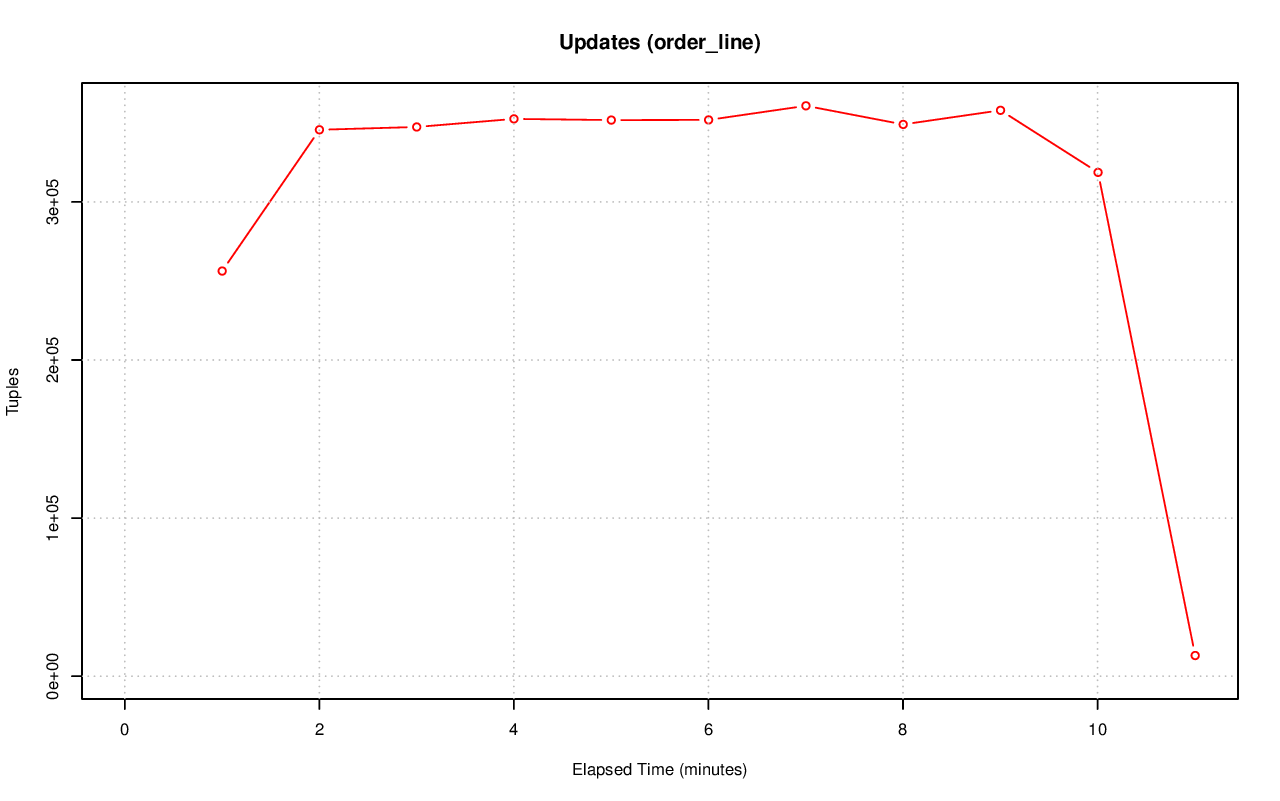 Updates (order_line)
Tuples
3e+05
2e+05
1e+05
0e+00
0 2 4 6 8 10
Elapsed Time (minutes)